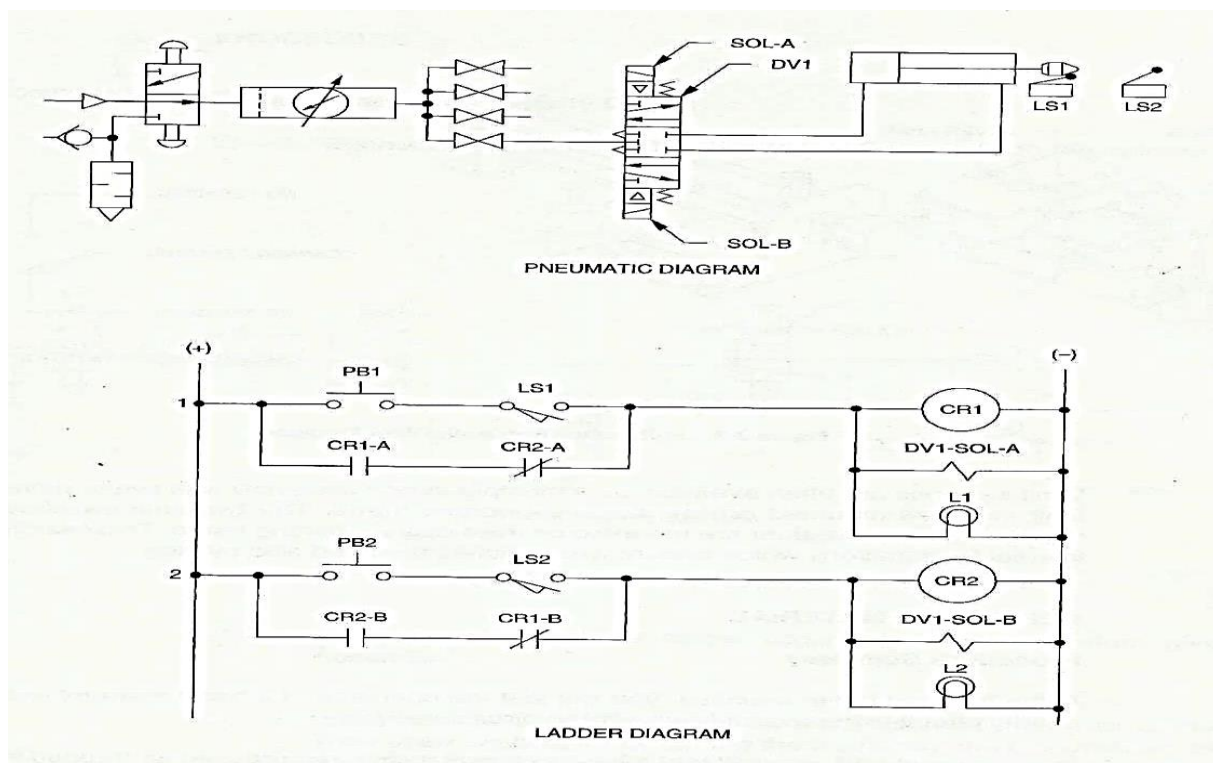 SOL-A
DV1
LS1 LS2
SOL-B
PNEUMATIC DIAGRAM
(+) (-)
PB1 LS1
1 CR1
CR1-A CR2-A DV1-SOL-A
L1
PB2 LS2
2 CR2
CR2-B CR1-B DV1-SOL-B
L2
LADDER DIAGRAM